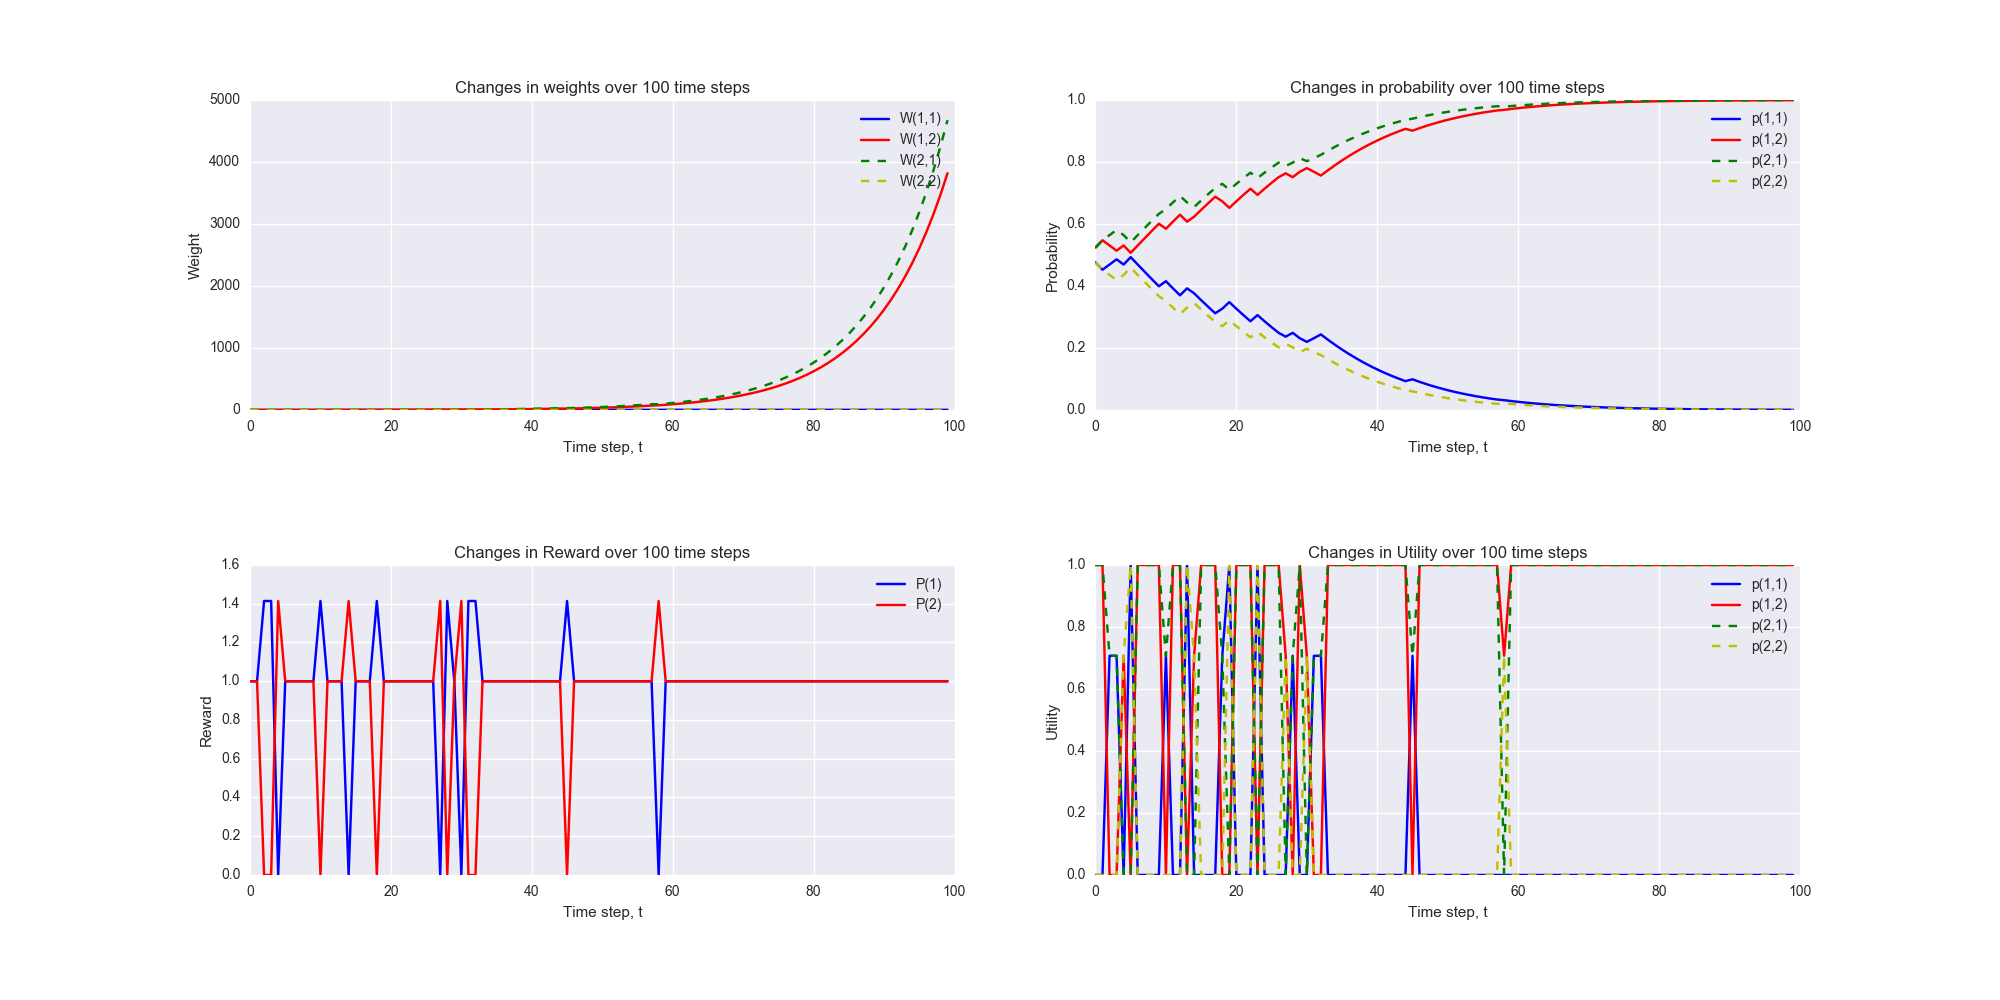 Changes in weights over 100 time steps
5000
4000
3000
2000
1000
0
Weight
W(1,1)
W(1,2)
W(2,1)
W(2,2)
0 20 40 60 80 100
Time step, t
Changes in probability over 100 time steps
1.0
0.8
0.6
0.4
0.2
0.0
Probability
p(1,1)
p(1,2)
p(2,1)
p(2,2)
0 20 40 60 80 100
Time step, t
Changes in Reward over 100 time steps
1.6
1.4
1.2
1.0
0.8
0.6
0.4
0.2
0.0
Reward
P(1)
P(2)
0 20 40 60 80 100
Time step, t
Changes in Utility over 100 time steps
1.0
0.8
0.6
0.4
0.2
0.0
Utility
p(1,1)
p(1,2)
p(2,1)
p(2,2)
0 20 40 60 80 100
Time step, t